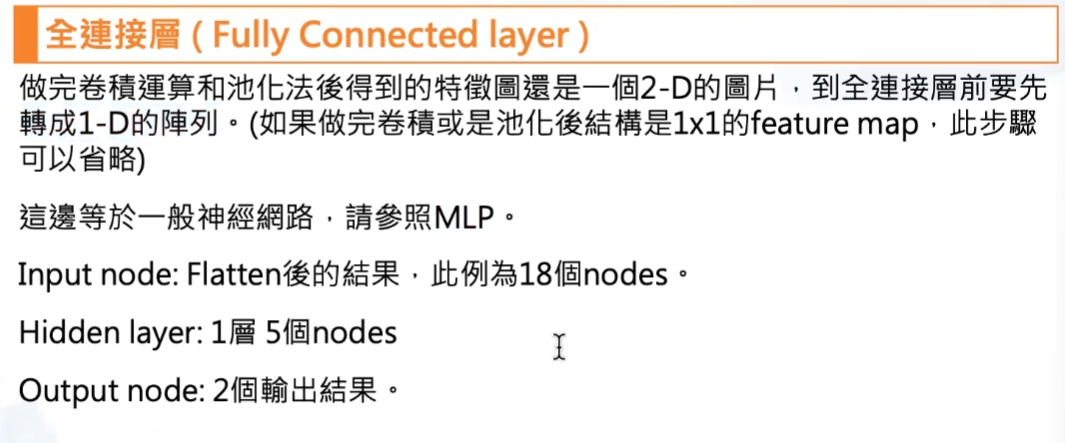 全連接層 ( Fully Connected layer )
做完卷積運算和池化法後得到的特徵圖還是一個2-D的圖片，到全連接層前要先
轉成1-D的陣列。(如果做完卷積或是池化後結構是1x1的feature map，此步驟
可以省略)
這邊等於一般神經網路，請參照MLP。
Input node: Flatten後的結果，此例為18個nodes。
Hidden layer: 1層 5個nodes
Output node: 2個輸出結果。